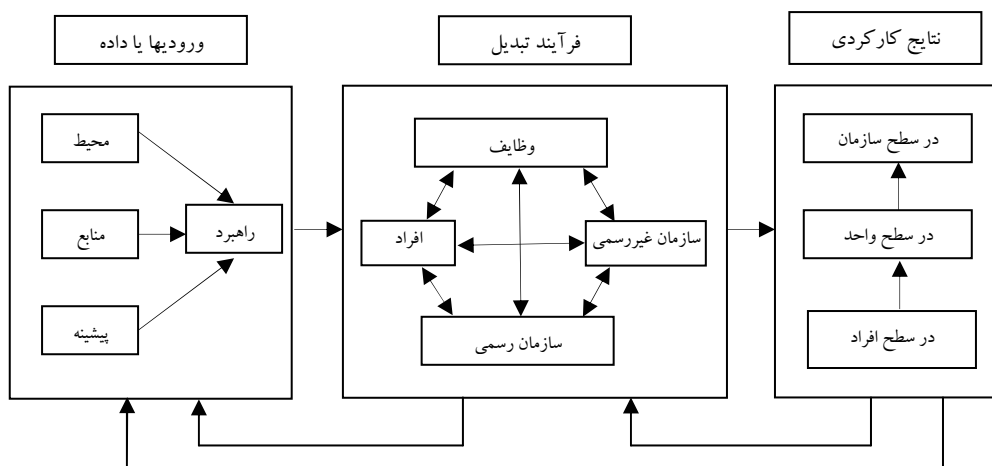 ورودیها یا داده
فرآیند تبدیل
نتایج کارکردی
محیط
منابع
پیشینه
راهبرد
وظایف
افراد
سازمان غیررسمی
سازمان رسمی
در سطح سازمان
در سطح واحد
در سطح افراد